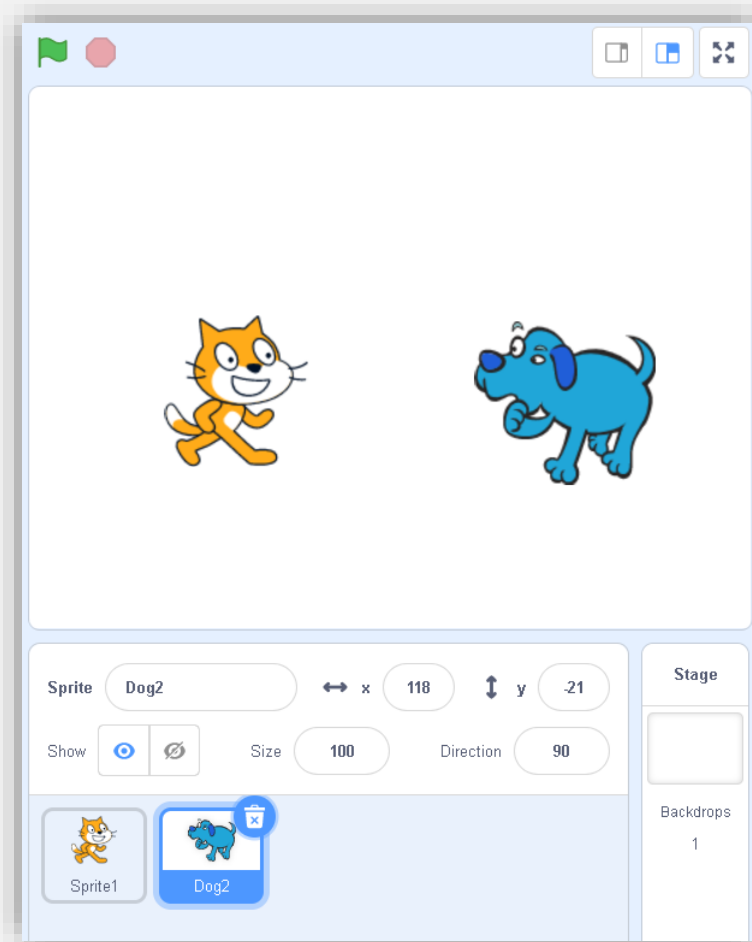 Sprite Dog2 x 118 y -21
Stage
Show Size 100 Direction 90
Backdrops
1
Sprite1
Dog2